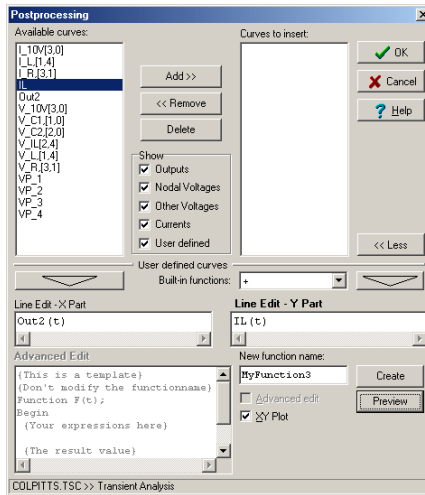 Postprocessing
Available curves:
Curves to insert:
I_10V[3,0]
I_L,[1,4]
I_R,[3,1]
IL
Out2
V_10V[3,0]
V_C1,[1,0]
V_C2,[2,0]
V_IL[2,4]
V_L,[1,4]
V_R,[3,1]
VP_1
VP_2
VP_3
VP_4
Add >>
<< Remove
Delete
Show
Outputs
Nodal Voltages
Other Voltages
Currents
User defined
OK
Cancel
? Help
<< Less
User defined curves
Built-in functions:
+
Line Edit - X Part
Line Edit - Y Part
Out2(t)
IL(t)
Advanced Edit
{This is a template}
{Don't modify the functionname}
Function F(t);
Begin
{Your expressions here}
{The result value}
New function name:
MyFunction3
Create
Advanced edit
Preview
XY Plot
COLPITTS.TSC >> Transient Analysis